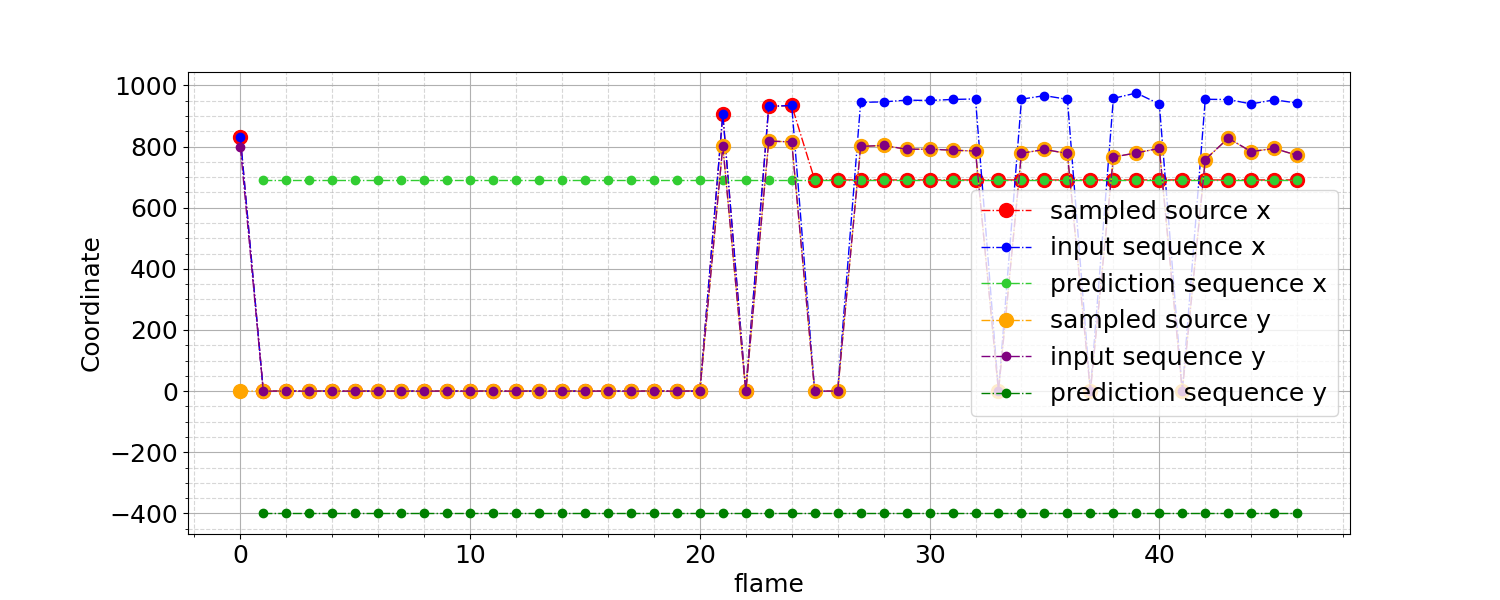 1000
800
600
400
200
0
−200
−400
Coordinate
sampled source x
input sequence x
prediction sequence x
sampled source y
input sequence y
prediction sequence y
0 10 20 30 40
flame